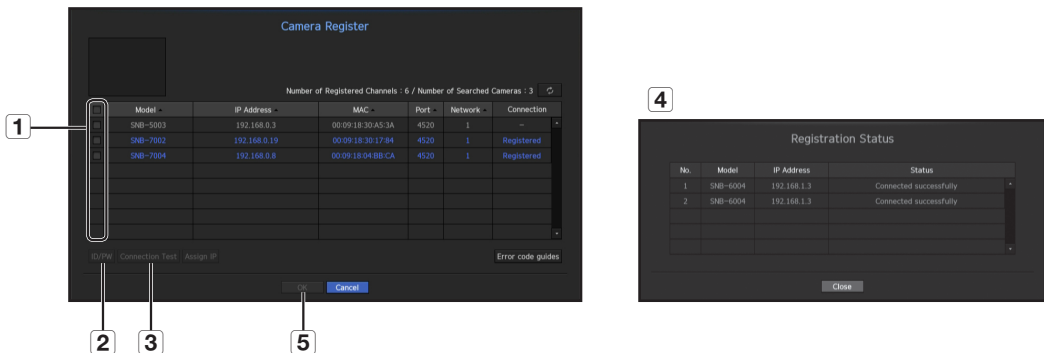 Camera Register
Number of Registered Channels : 6 / Number of Searched Cameras : 3
Model IP Address MAC Port Network Connection
SNB-5003 192.168.0.3 00:09:18:30:A5:3A 4520 1 -
SNB-7002 192.168.0.19 00:09:18:30:17:84 4520 1 Registered
SNB-7004 192.168.0.8 00:09:18:04:BB:CA 4520 1 Registered
ID/PW Connection Test Assign IP Error code guides
OK Cancel
1
2 3 5
4
Registration Status
No. Model IP Address Status
1 SNB-6004 192.168.1.3 Connected successfully
2 SNB-6004 192.168.1.3 Connected successfully
Close